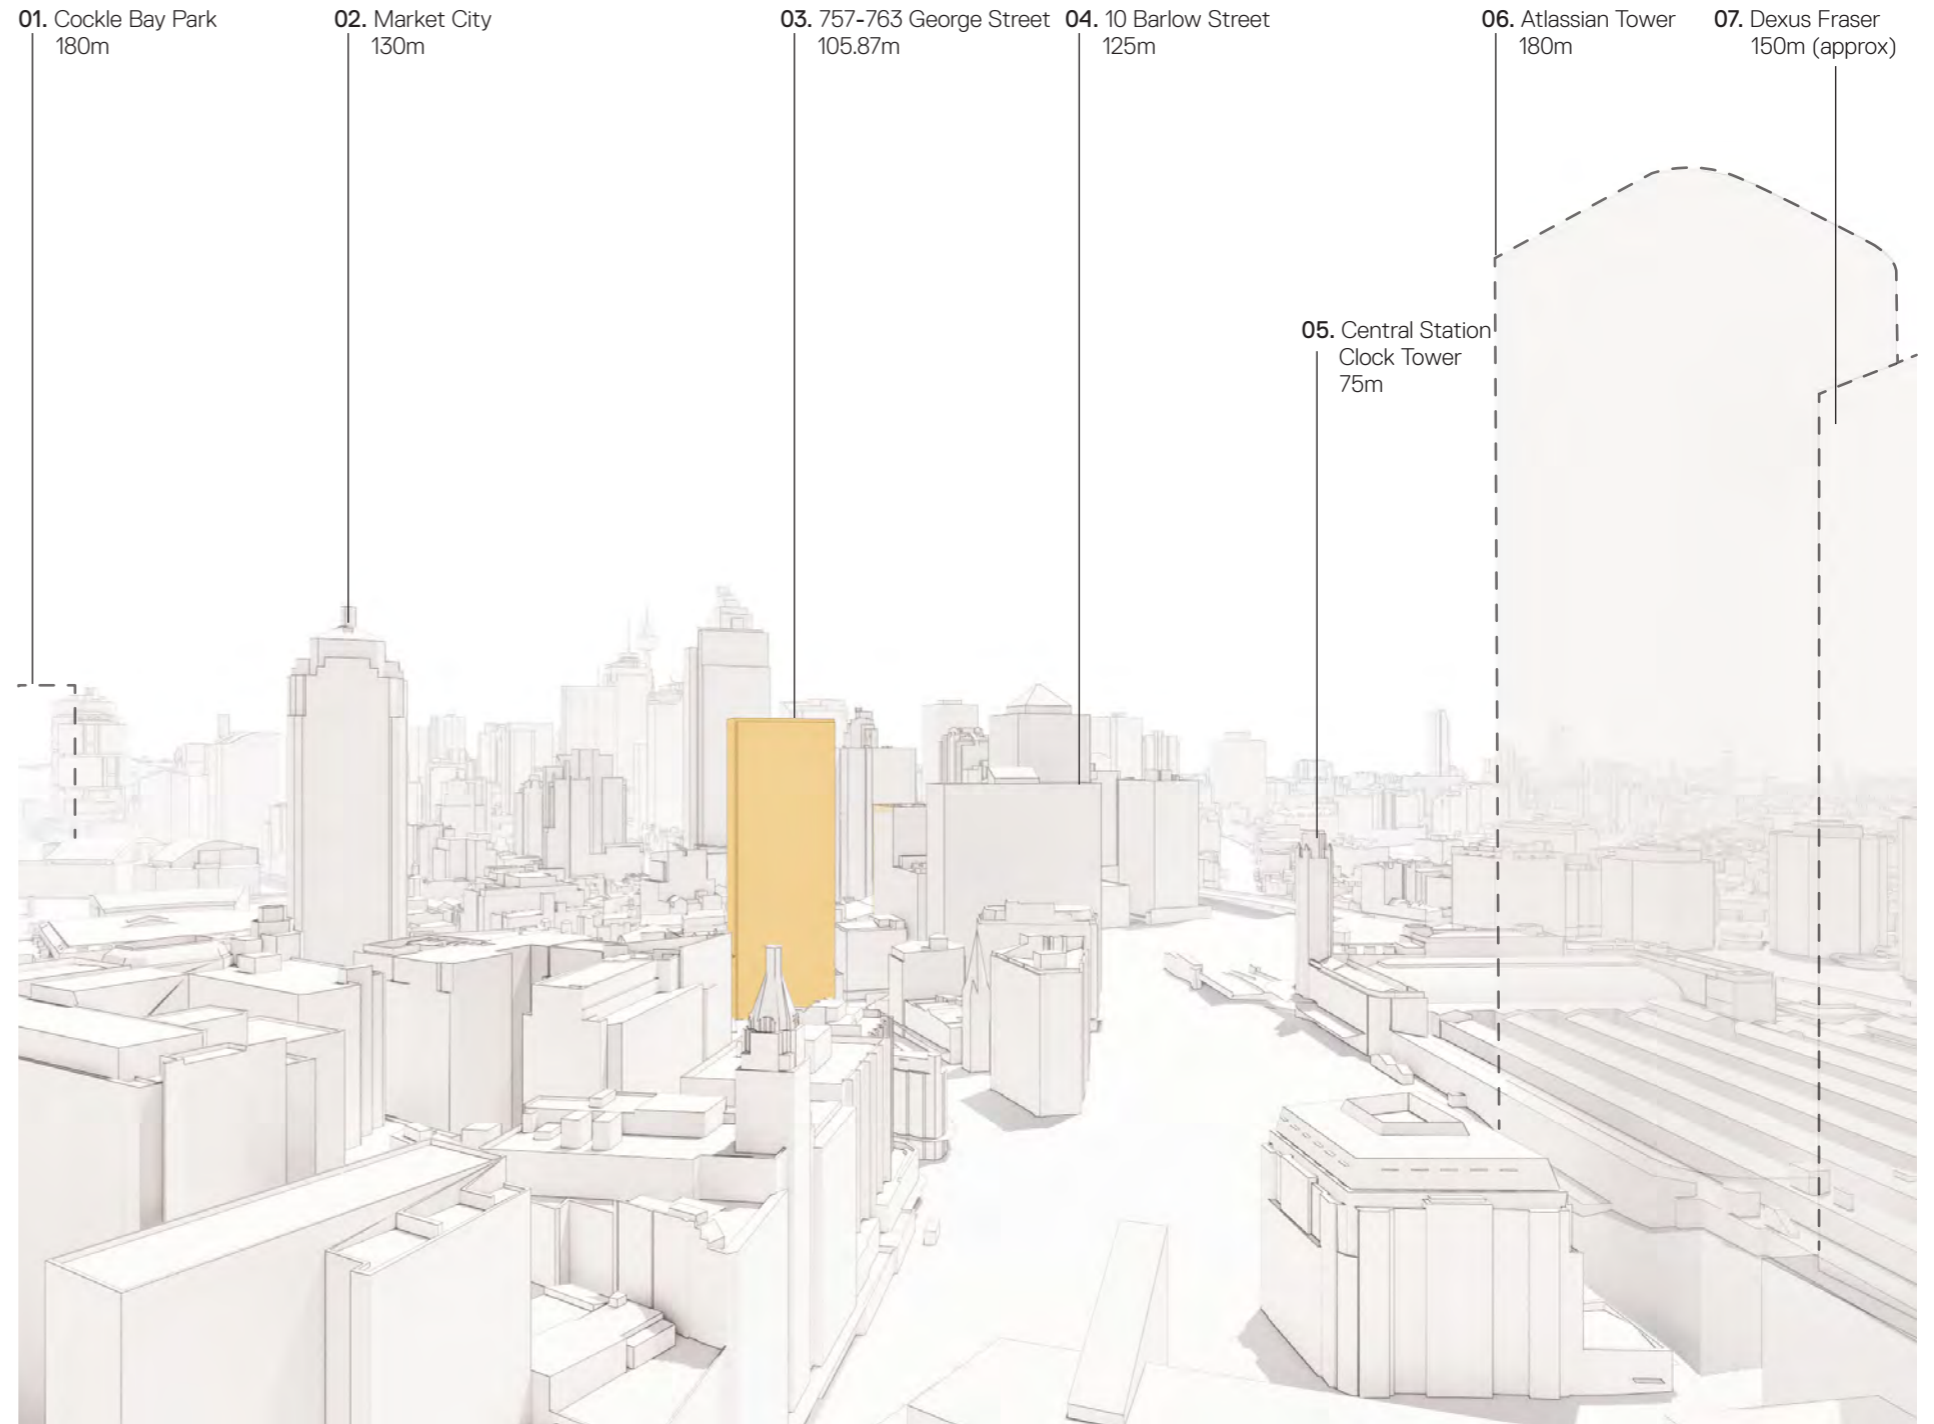 01. Cockle Bay Park
180m
02. Market City
130m
03. 757-763 George Street
105.87m
04. 10 Barlow Street
125m
05. Central Station
Clock Tower
75m
06. Atlassian Tower
180m
07. Dexus Fraser
150m (approx)